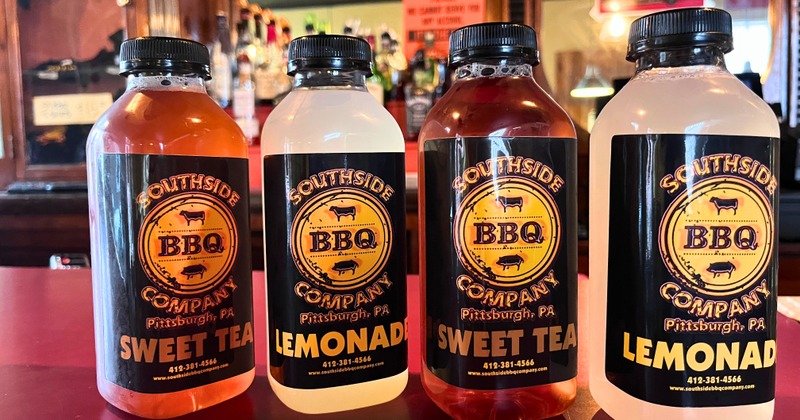 SOUTHSIDE
BBQ
COMPANY
Pittsburgh, PA
SWEET TEA
412-381-4566
www.southsidebbqcompany.com
SOUTHSIDE
BBQ
COMPANY
Pittsburgh, PA
LEMONADE
412-381-4566
www.southsidebbqcompany.com
SOUTHSIDE
BBQ
COMPANY
Pittsburgh, PA
SWEET TEA
412-381-4566
www.southsidebbqcompany.com
SOUTHSIDE
BBQ
COMPANY
Pittsburgh, PA
LEMONAD
412-381-4566
www.southsidebbqcompany.com